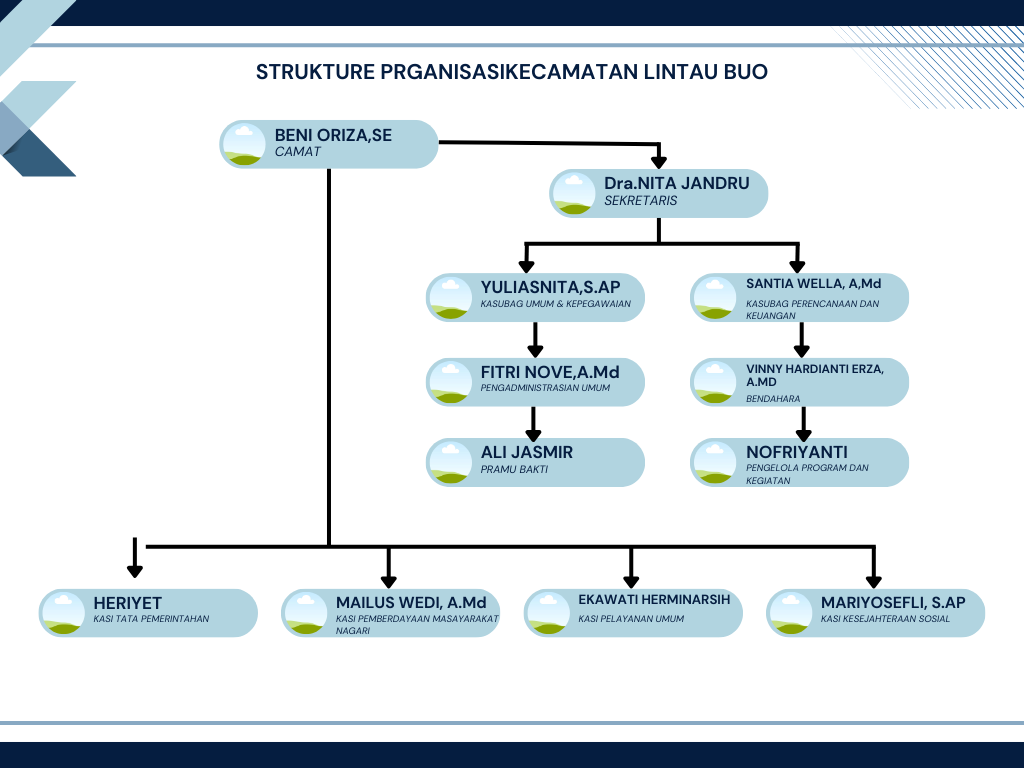 STRUKTURE PRGANISASIKECAMATAN LINTAU BUO
BENI ORIZA,SE
CAMAT
Dra.NITA JANDRU
SEKRETARIS
YULIASNITA,S.AP
KASUBAG UMUM & KEPEGAWAIAN
SANTIA WELLA, A,Md
KASUBAG PERENCANAAN DAN
KEUANGAN
FITRI NOVE,A.Md
PENGADMINISTRASIAN UMUM
VINNY HARDIANTI ERZA,
A.MD
BENDAHARA
ALI JASMIR
PRAMU BAKTI
NOFRIYANTI
PENGELOLA PROGRAM DAN
KEGIATAN
HERIYET
KASI TATA PEMERINTAHAN
MAILUS WEDI, A.Md
KASI PEMBERDAYAAN MASAYARAKAT
NAGARI
EKAWATI HERMINARSIH
KASI PELAYANAN UMUM
MARIYOSEFLI, S.AP
KASI KESEJAHTERAAN SOSIAL